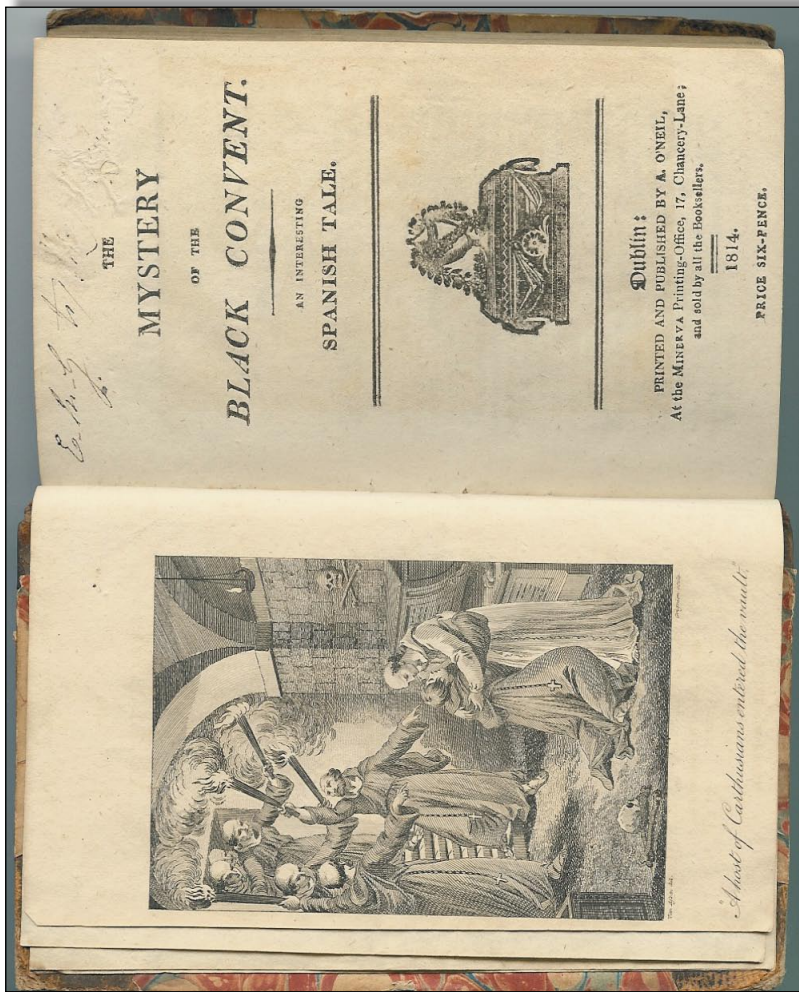 "A host of Carthusians entered the vault."
THE
MYSTERY
OF THE
BLACK CONVENT.
AN INTERESTING
SPANISH TALE.
Dublin:
PRINTED AND PUBLISHED BY A. O'NEIL,
At the MINERVA Printing-Office, 17, Chancery-Lane;
and sold by all the Booksellers.
1814.
PRICE SIX-PENCE.